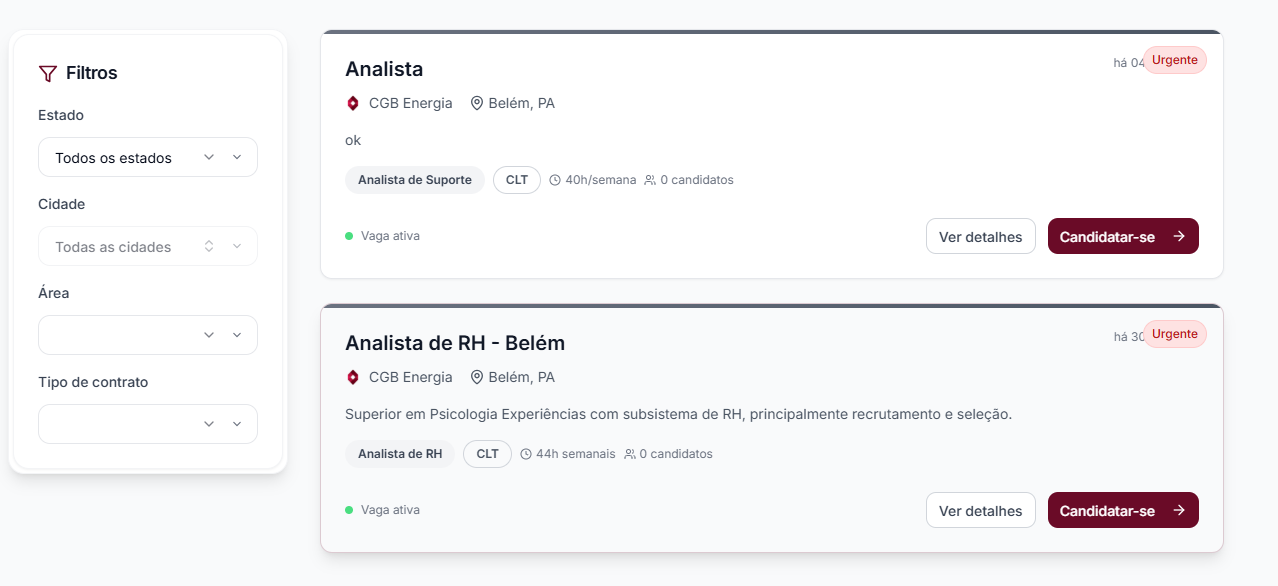 Filtros
Estado
Todos os estados
Cidade
Todas as cidades
Área
Tipo de contrato
Analista
há 04
Urgente
CGB Energia
Belém, PA
ok
Analista de Suporte
CLT
40h/semana
0 candidatos
Vaga ativa
Ver detalhes
Candidatar-se
Analista de RH - Belém
há 30
Urgente
CGB Energia
Belém, PA
Superior em Psicologia Experiências com subsistema de RH, principalmente recrutamento e seleção.
Analista de RH
CLT
44h semanais
0 candidatos
Vaga ativa
Ver detalhes
Candidatar-se